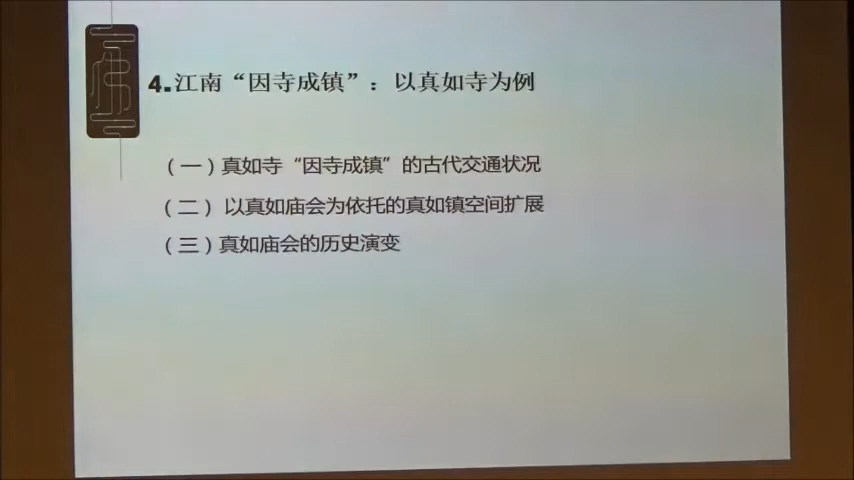 佛
4.江南“因寺成镇”：以真如寺为例
（一）真如寺“因寺成镇”的古代交通状况
（二） 以真如庙会为依托的真如镇空间扩展
（三）真如庙会的历史演变